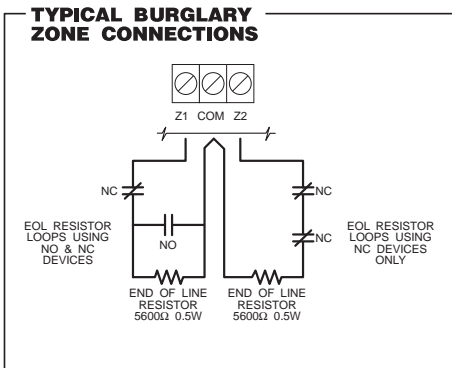 TYPICAL BURGLARY
ZONE CONNECTIONS
Z1 COM Z2
NC
NC
NO
NC
EOL RESISTOR
LOOPS USING
NO & NC
DEVICES
EOL RESISTOR
LOOPS USING
NC DEVICES
ONLY
END OF LINE
RESISTOR
5600Ω 0.5W
END OF LINE
RESISTOR
5600Ω 0.5W